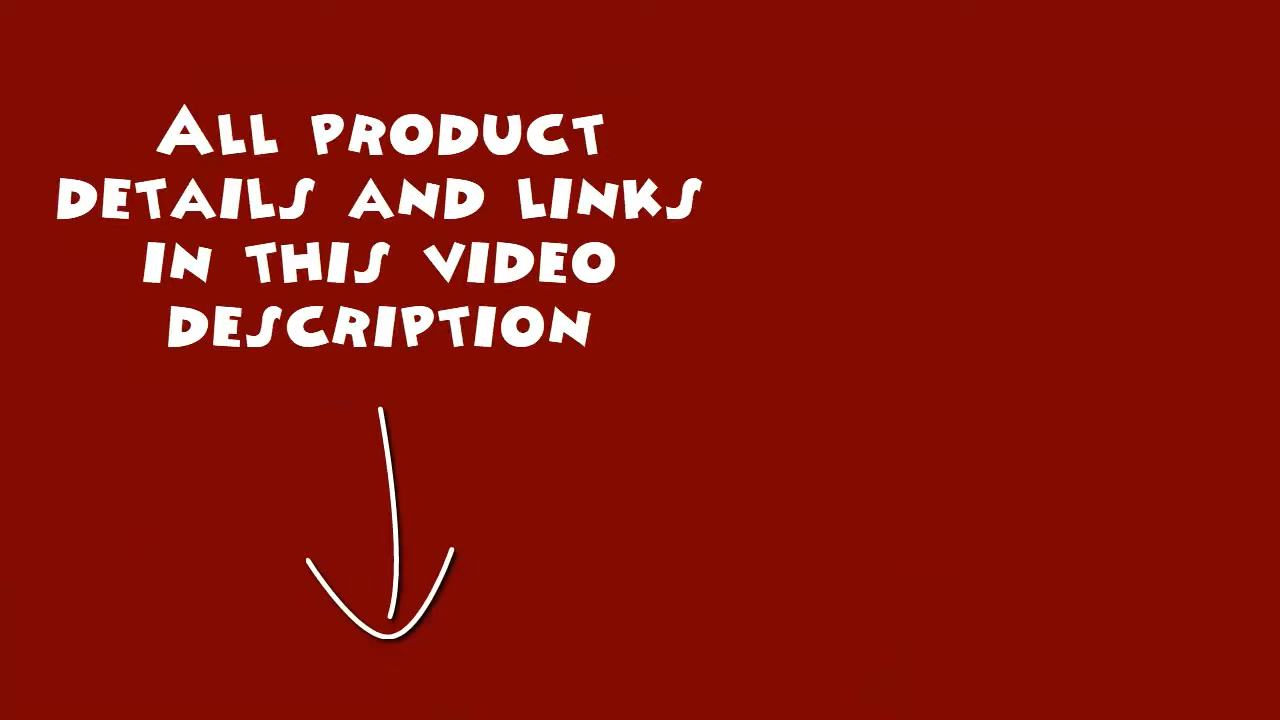 All product
details and links
in this video
description